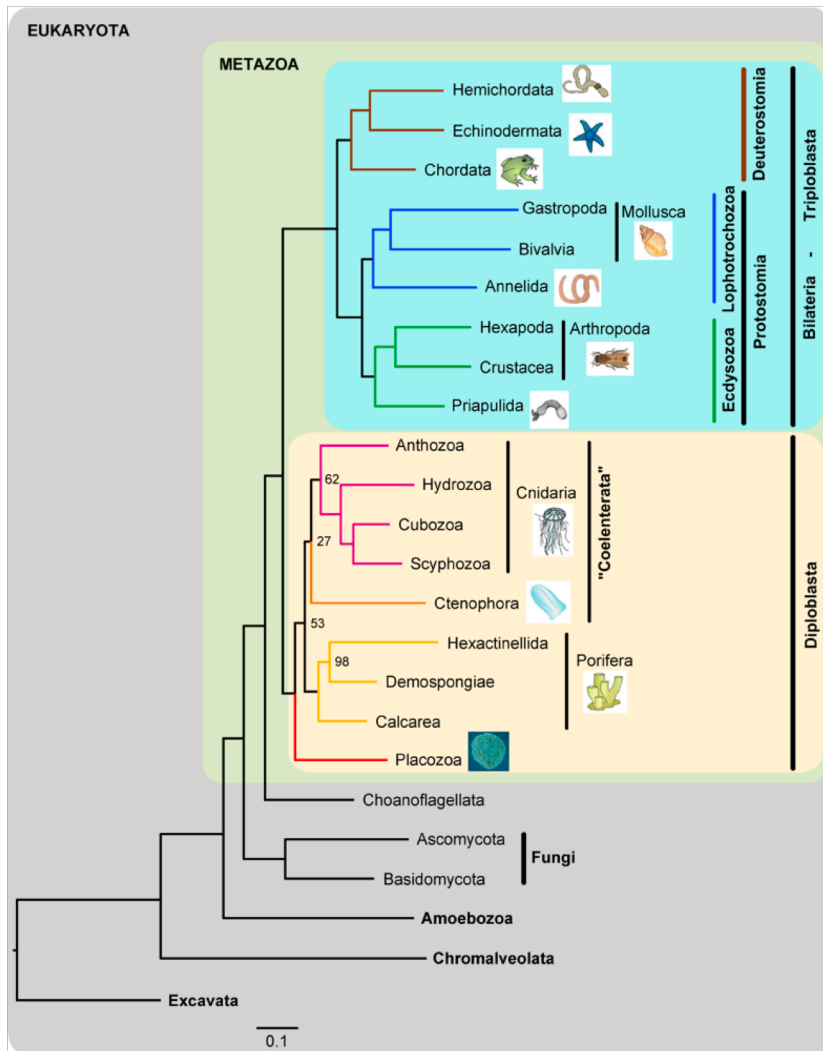 EUKARYOTA
METAZOA
Hemichordata
Echinodermata
Chordata
Deuterostomia
Gastropoda
Mollusca
Bivalvia
Annelida
Lophotrochozoa
Hexapoda
Arthropoda
Crustacea
Priapulida
Ecdysozoa
Protostomia
Bilateria - Triploblasta
Anthozoa
62
Hydrozoa
Cnidaria
Cubozoa
27
Scyphozoa
"Coelenterata"
Ctenophora
53
Hexactinellida
98
Porifera
Demospongiae
Calcarea
Placozoa
Diploblasta
Choanoflagellata
Ascomycota
Fungi
Basidomycota
Amoebozoa
Chromalveolata
Excavata
0.1